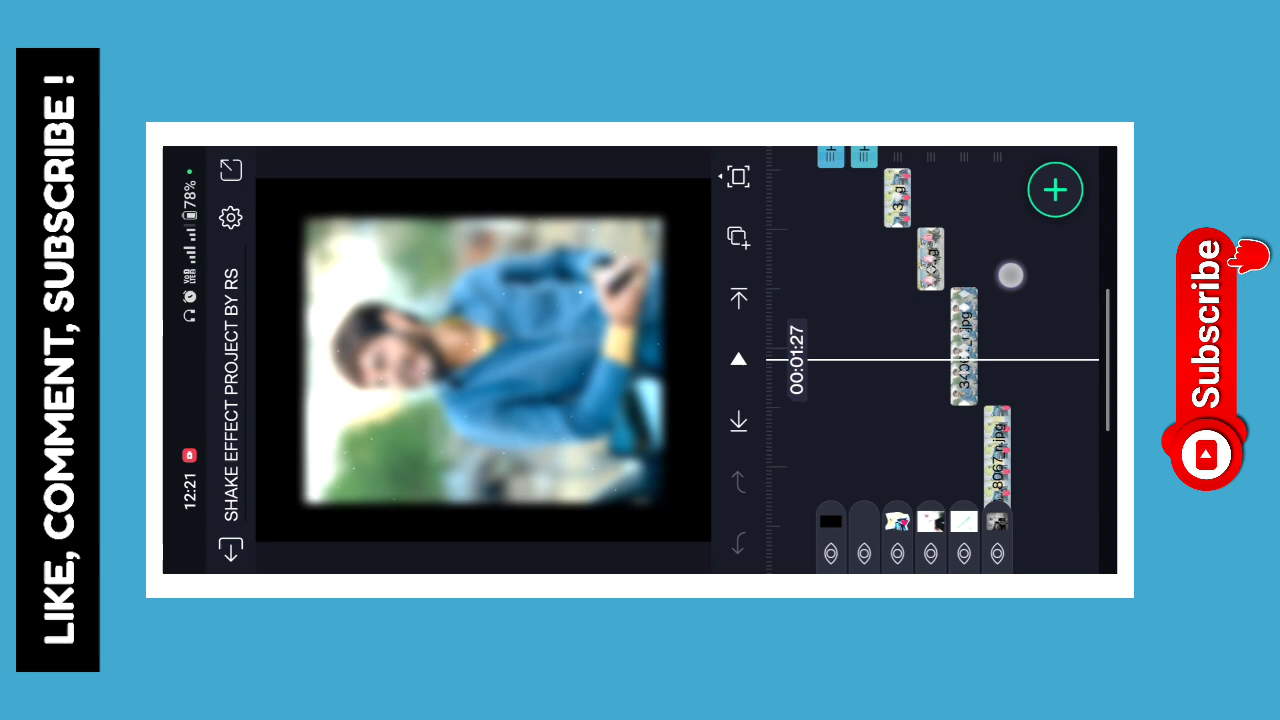 LIKE, COMMENT, SUBSCRIBE !
12:21
78%
SHAKE EFFECT PROJECT BY RS
00:01:27
Subscribe